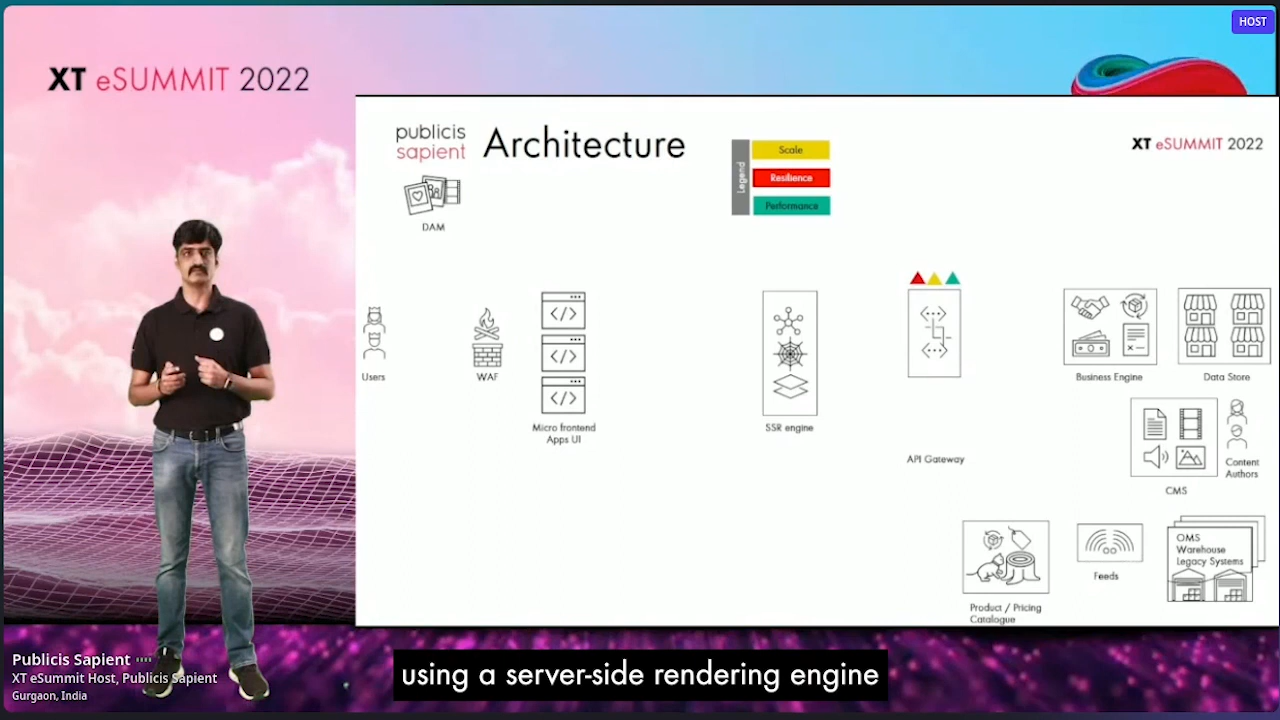 HOST
XT eSUMMIT 2022
publicis
sapient
Architecture
Legend
Scale
Resilience
Performance
XT eSUMMIT 2022
DAM
Users
WAF
Micro frontend
Apps UI
SSR engine
API Gateway
Business Engine
Data Store
Content
Authors
CMS
OMS
Warehouse
Legacy Systems
Feeds
Product / Pricing
Catalogue
Publicis Sapient
XT eSummit Host, Publicis Sapient
Gurgaon, India
using a server-side rendering engine